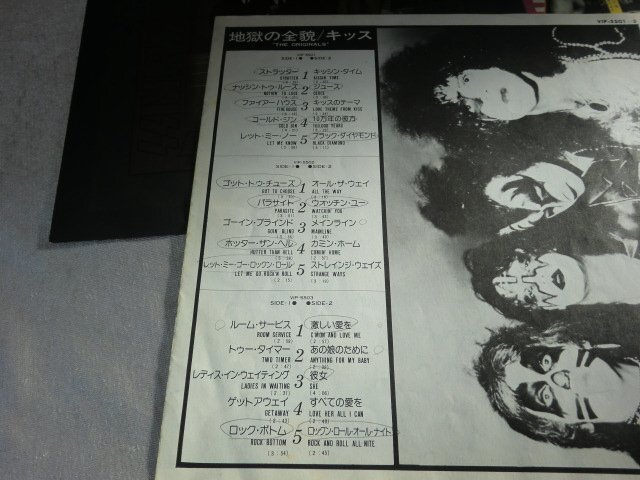 VIP-5501
地獄の全貌/キッス
"THE ORIGINALS"
VIP-5501
SIDE-1● ●SIDE-2
ストラッター 1 キッシン・タイム
STRUTTER KISSIN' TIME
ナッシン・トゥ・ルーズ 2 ジュース
NOTHIN' TO LOSE DEUCE
ファイアー・ハウス 3 キッスのテーマ
FIREHOUSE LOVE THEME FROM KISS
コールド・ジン 4 10万年の彼方
COLD GIN 100,000 YEARS
レット・ミー・ノー 5 ブラック・ダイヤモンド
LET ME KNOW BLACK DIAMOND
VIP-5502
SIDE-1● ●SIDE-2
ゴット・トゥ・チューズ 1 オール・ザ・ウェイ
GOT TO CHOOSE ALL THE WAY
パラサイト 2 ウォッチン・ユー
PARASITE WATCHIN' YOU
ゴーイン・ブラインド 3 メインライン
GOIN' BLIND MAINLINE
ホッター・ザン・ヘル 4 カミン・ホーム
HOTTER THAN HELL COMIN' HOME
レット・ミー・ゴー・ロックン・ロール 5 ストレインジ・ウェイズ
LET ME GO ROCK'N ROLL STRANGE WAYS
VIP-5503
SIDE-1● ●SIDE-2
ルーム・サービス 1 激しい愛を
ROOM SERVICE C'MON AND LOVE ME
トゥー・タイマー 2 あの娘のために
TWO TIMER ANYTHING FOR MY BABY
レディス・イン・ウェイティング 3 彼女
LADIES IN WAITING SHE
ゲットアウェイ 4 すべての愛を
GETAWAY LOVE HER ALL I CAN
ロック・ボトム 5 ロックン・ロール・オール・ナイト
ROCK BOTTOM ROCK AND ROLL ALL NITE
(3:54) (2:45)